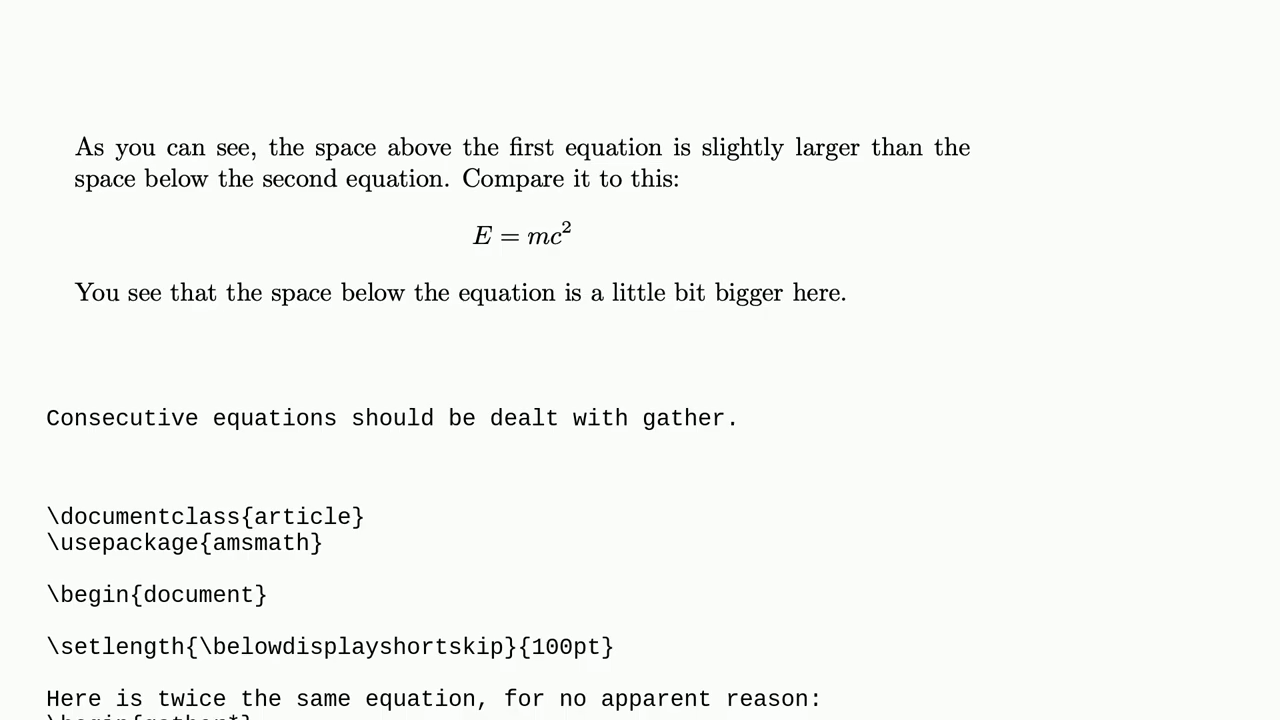 As you can see, the space above the first equation is slightly larger than the
space below the second equation. Compare it to this:
E = mc²
You see that the space below the equation is a little bit bigger here.
Consecutive equations should be dealt with gather.
\documentclass{article}
\usepackage{amsmath}
\begin{document}
\setlength{\belowdisplayshortskip}{100pt}
Here is twice the same equation, for no apparent reason:
\begin{gather*}